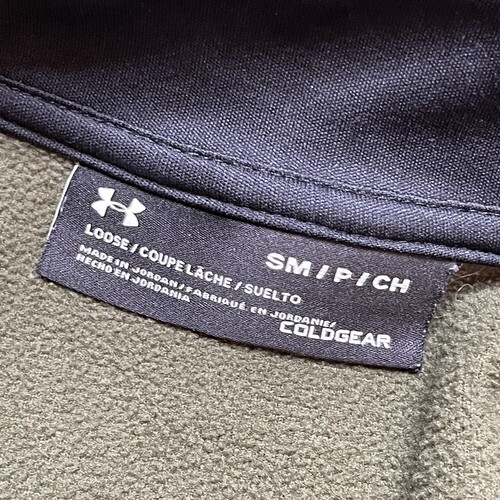 SM / P / CH
LOOSE / COUPE LÂCHE / SUELTO
MADE IN JORDAN / FABRIQUÉ EN JORDANIE /
HECHO EN JORDANIA
COLDGEAR